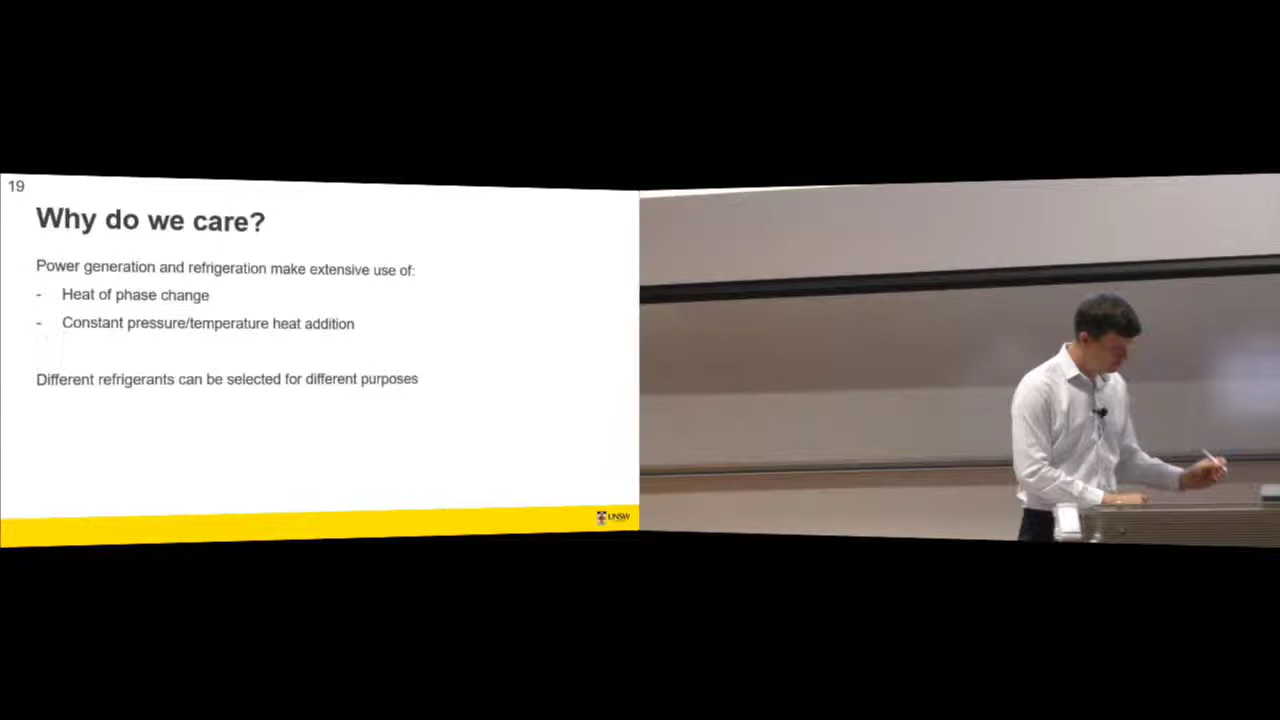 19
Why do we care?
Power generation and refrigeration make extensive use of:
- Heat of phase change
- Constant pressure/temperature heat addition
Different refrigerants can be selected for different purposes
UNSW